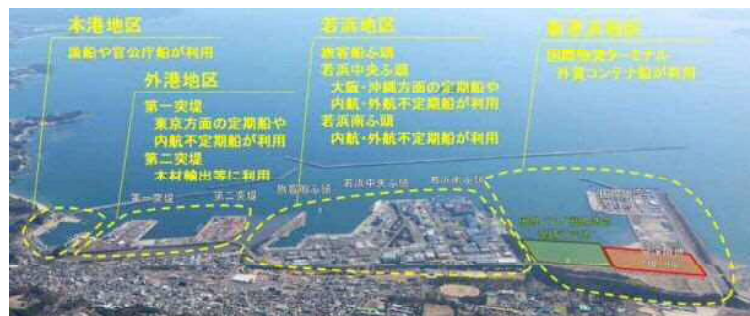 本港地区
漁船や官公庁船が利用
外港地区
第一突堤
東京方面の定期船や
内航不定期船が利用
第二突堤
木材輸出等に利用
若浜地区
旅客船ふ頭
若浜中央ふ頭
大阪・沖縄方面の定期船や
内航・外航不定期船が利用
若浜南ふ頭
内航・外航不定期船が利用
国際物流ターミナル
外貿コンテナ船が利用
第一突堤
第二突堤
旅客船ふ頭
若浜中央ふ頭
若浜南ふ頭